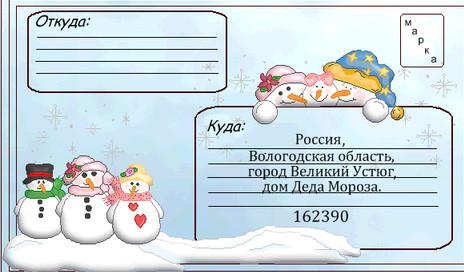 Откуда:
марка
Куда:
Россия,
Вологодская область,
город Великий Устюг,
дом Деда Мороза.
162390